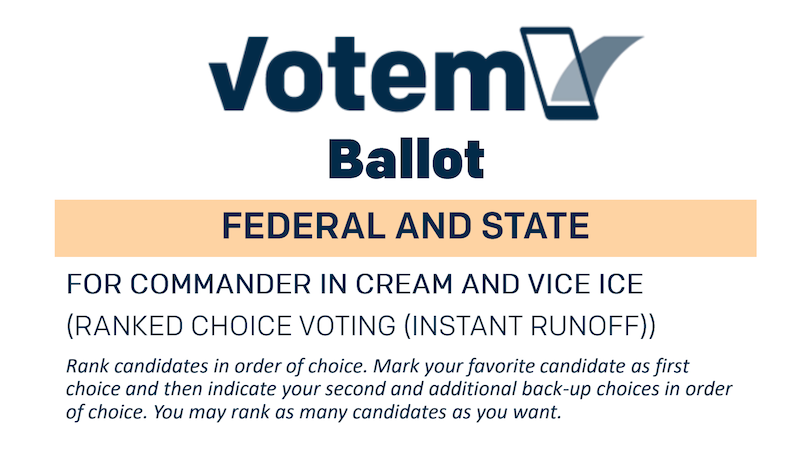 Votem
Ballot
FEDERAL AND STATE
FOR COMMANDER IN CREAM AND VICE ICE
(RANKED CHOICE VOTING (INSTANT RUNOFF))
Rank candidates in order of choice. Mark your favorite candidate as first
choice and then indicate your second and additional back-up choices in order
of choice. You may rank as many candidates as you want.